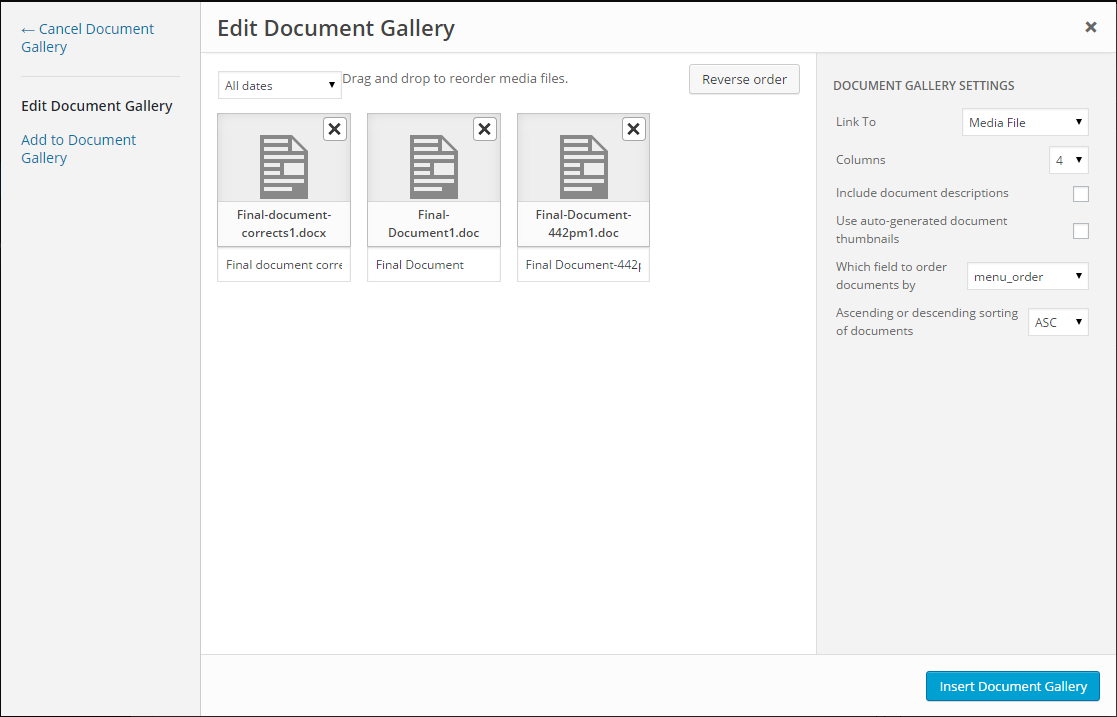 ← Cancel Document
Gallery
Edit Document Gallery
Add to Document
Gallery
Edit Document Gallery
All dates
Drag and drop to reorder media files.
Reverse order
Final-document-
corrects1.docx
Final document corre
Final-
Document1.doc
Final Document
Final-Document-
442pm1.doc
Final Document-442p
DOCUMENT GALLERY SETTINGS
Link To
Media File
Columns
4
Include document descriptions
Use auto-generated document
thumbnails
Which field to order
documents by
menu_order
Ascending or descending sorting
of documents
ASC
Insert Document Gallery